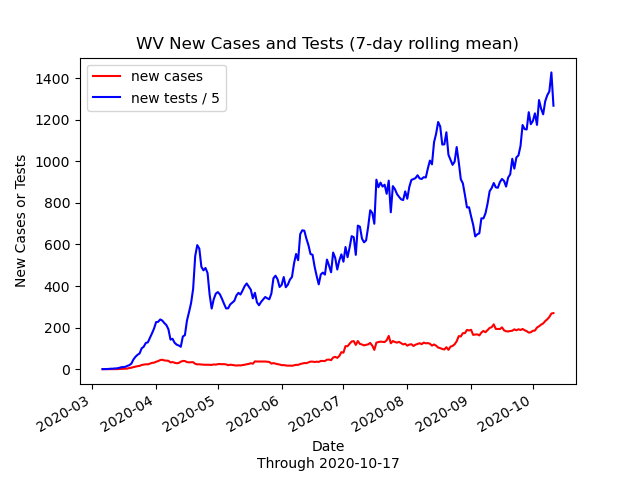 WV New Cases and Tests (7-day rolling mean)
new cases
new tests / 5
New Cases or Tests
1400
1200
1000
800
600
400
200
0
2020-03
2020-04
2020-05
2020-06
2020-07
2020-08
2020-09
2020-10
Date
Through 2020-10-17